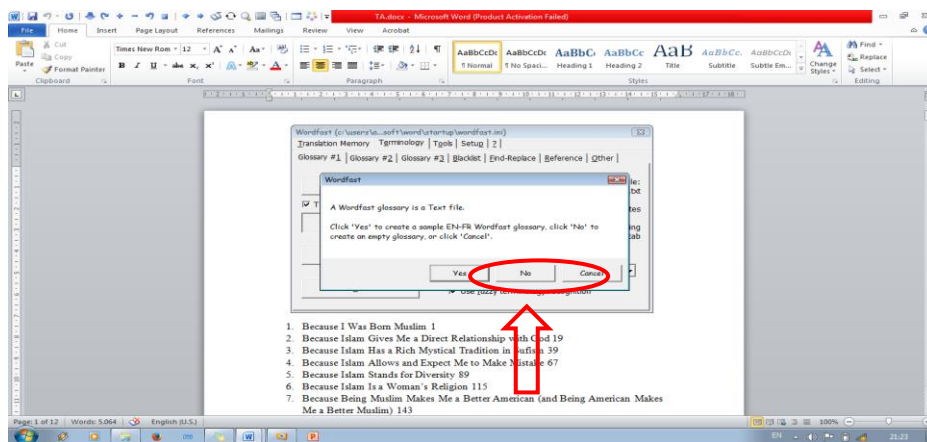 TA.docx - Microsoft Word (Product Activation Failed)
File Home Insert Page Layout References Mailings Review View Acrobat
Paste
Cut
Copy
Format Painter
Clipboard
Times New Rom 12
Font
Paragraph
AaBbCcDc AaBbCcDc AaBbC AaBbCc AaB AaBbCc. AaBbCcDc
¶ Normal ¶ No Spaci... Heading 1 Heading 2 Title Subtitle Subtle Em...
Change Styles
Styles
Find
Replace
Select
Editing
Wordfast (c:\users\a...soft\word\startup\wordfast.ini)
Translation Memory Terminology Tools Setup ?
Glossary #1 Glossary #2 Glossary #3 Blacklist Find-Replace Reference Other
Wordfast
A Wordfast glossary is a Text file.
Click 'Yes' to create a sample EN-FR Wordfast glossary, click 'No' to
create an empty glossary, or click 'Cancel'.
Yes No Cancel
Use fuzzy terminology recognition
1. Because I Was Born Muslim 1
2. Because Islam Gives Me a Direct Relationship with God 19
3. Because Islam Has a Rich Mystical Tradition in Sufism 39
4. Because Islam Allows and Expect Me to Make Mistake 67
5. Because Islam Stands for Diversity 89
6. Because Islam Is a Woman's Religion 115
7. Because Being Muslim Makes Me a Better American (and Being American Makes
Me a Better Muslim) 143
Page: 1 of 12 Words: 5.064 English (U.S.) 100%
EN 21:23